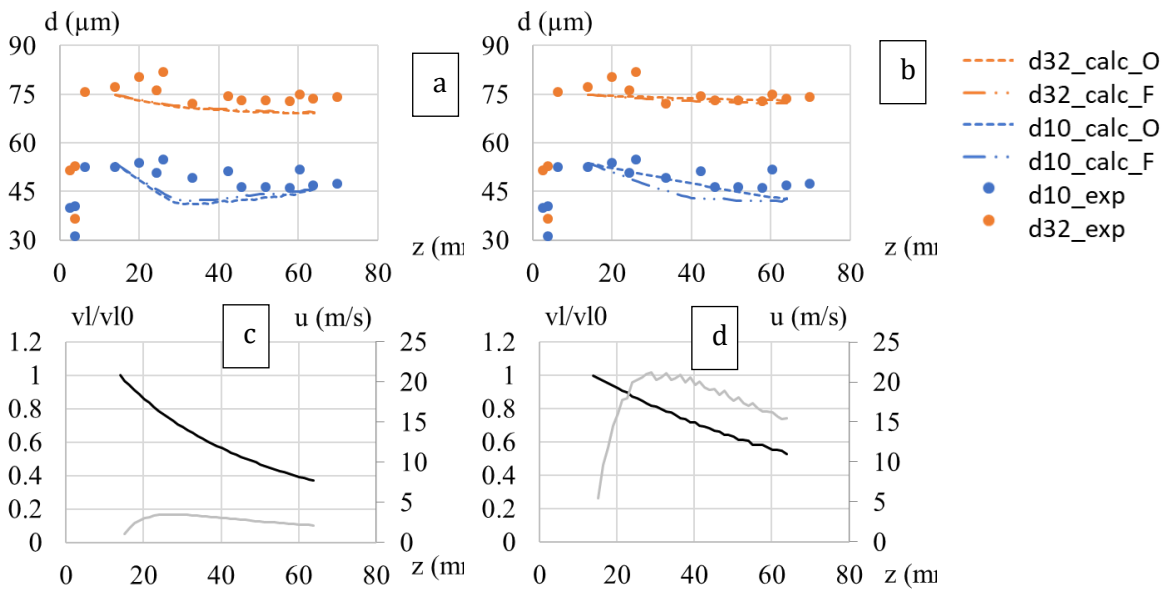 d (µm)
90
75
60
45
30
0 20 40 60 80
z (m
a
d (µm)
90
75
60
45
30
0 20 40 60 80
z (m
b
d32_calc_O
d32_calc_F
d10_calc_O
d10_calc_F
d10_exp
d32_exp
vl/vl0
u (m/s)
c
1.2
1
0.8
0.6
0.4
0.2
0
25
20
15
10
5
0
0 20 40 60
z (m
vl/vl0
u (m/s)
d
1.2
1
0.8
0.6
0.4
0.2
0
25
20
15
10
5
0
0 20 40 60
z (m